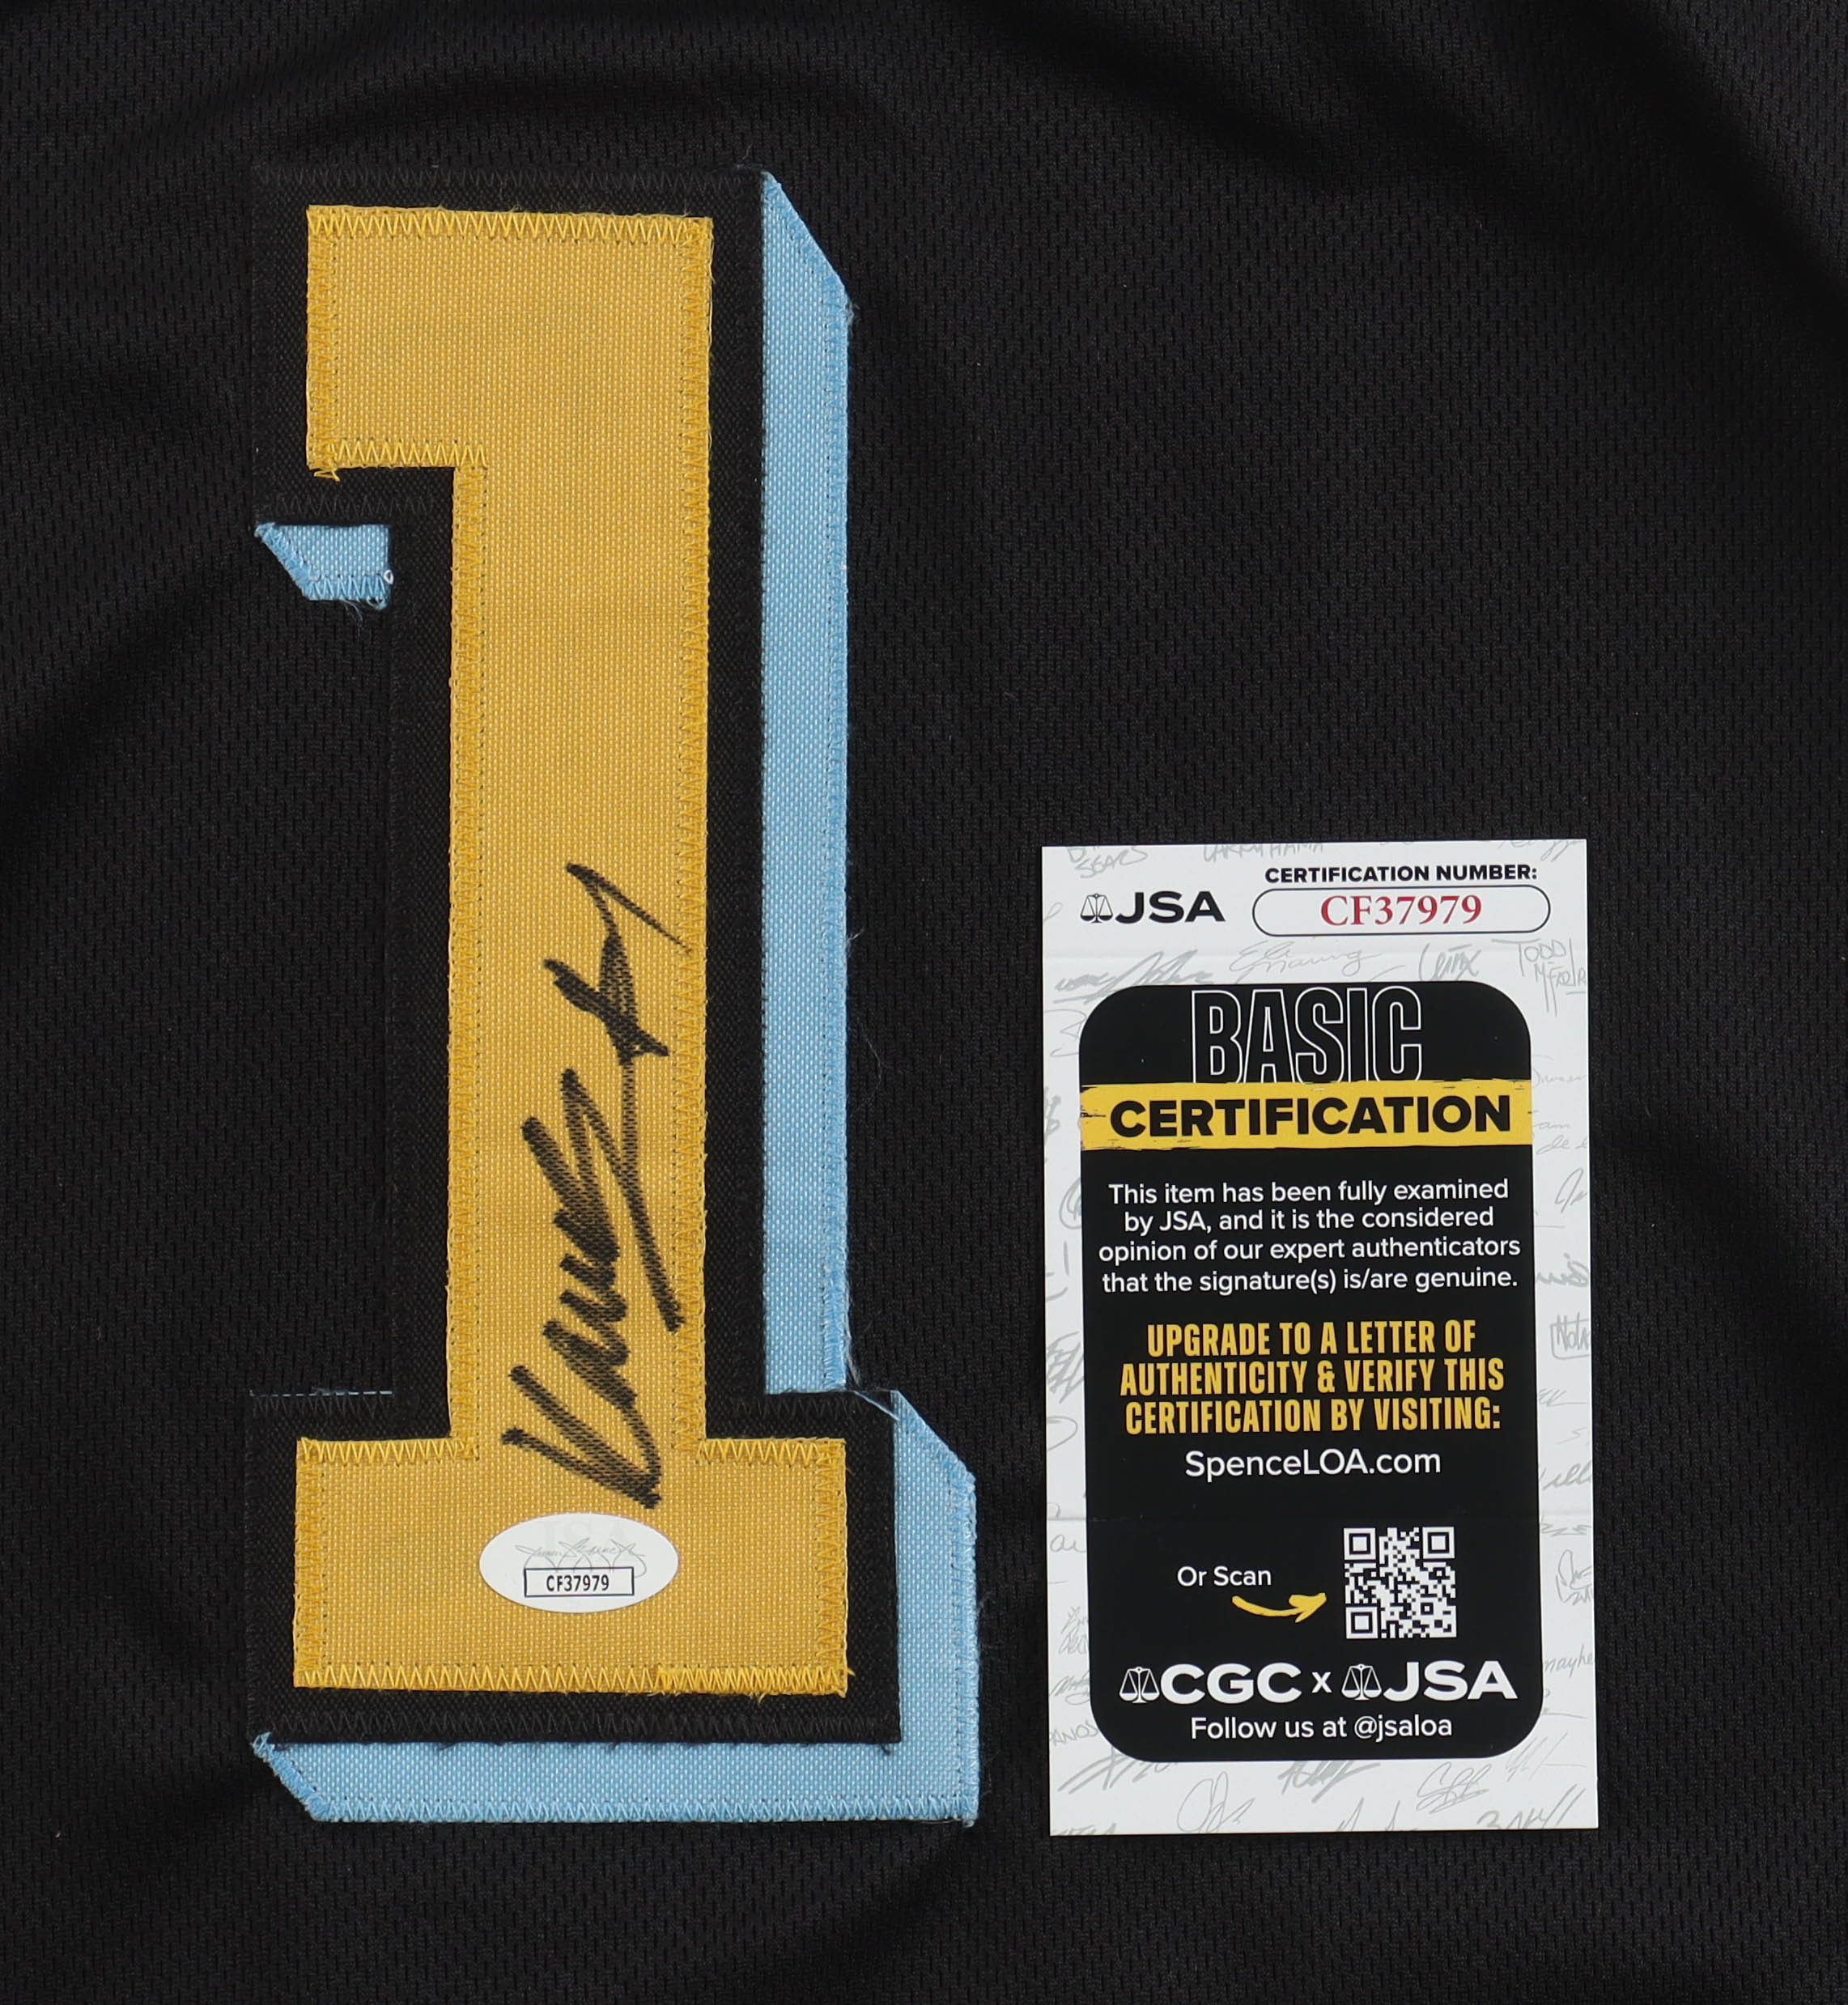 1
CF37979
JSA
CERTIFICATION NUMBER:
CF37979
BASIC
CERTIFICATION
This item has been fully examined
by JSA, and it is the considered
opinion of our expert authenticators
that the signature(s) is/are genuine.
UPGRADE TO A LETTER OF
AUTHENTICITY & VERIFY THIS
CERTIFICATION BY VISITING:
SpenceLOA.com
Or Scan
CGC x JSA
Follow us at @jsaloa